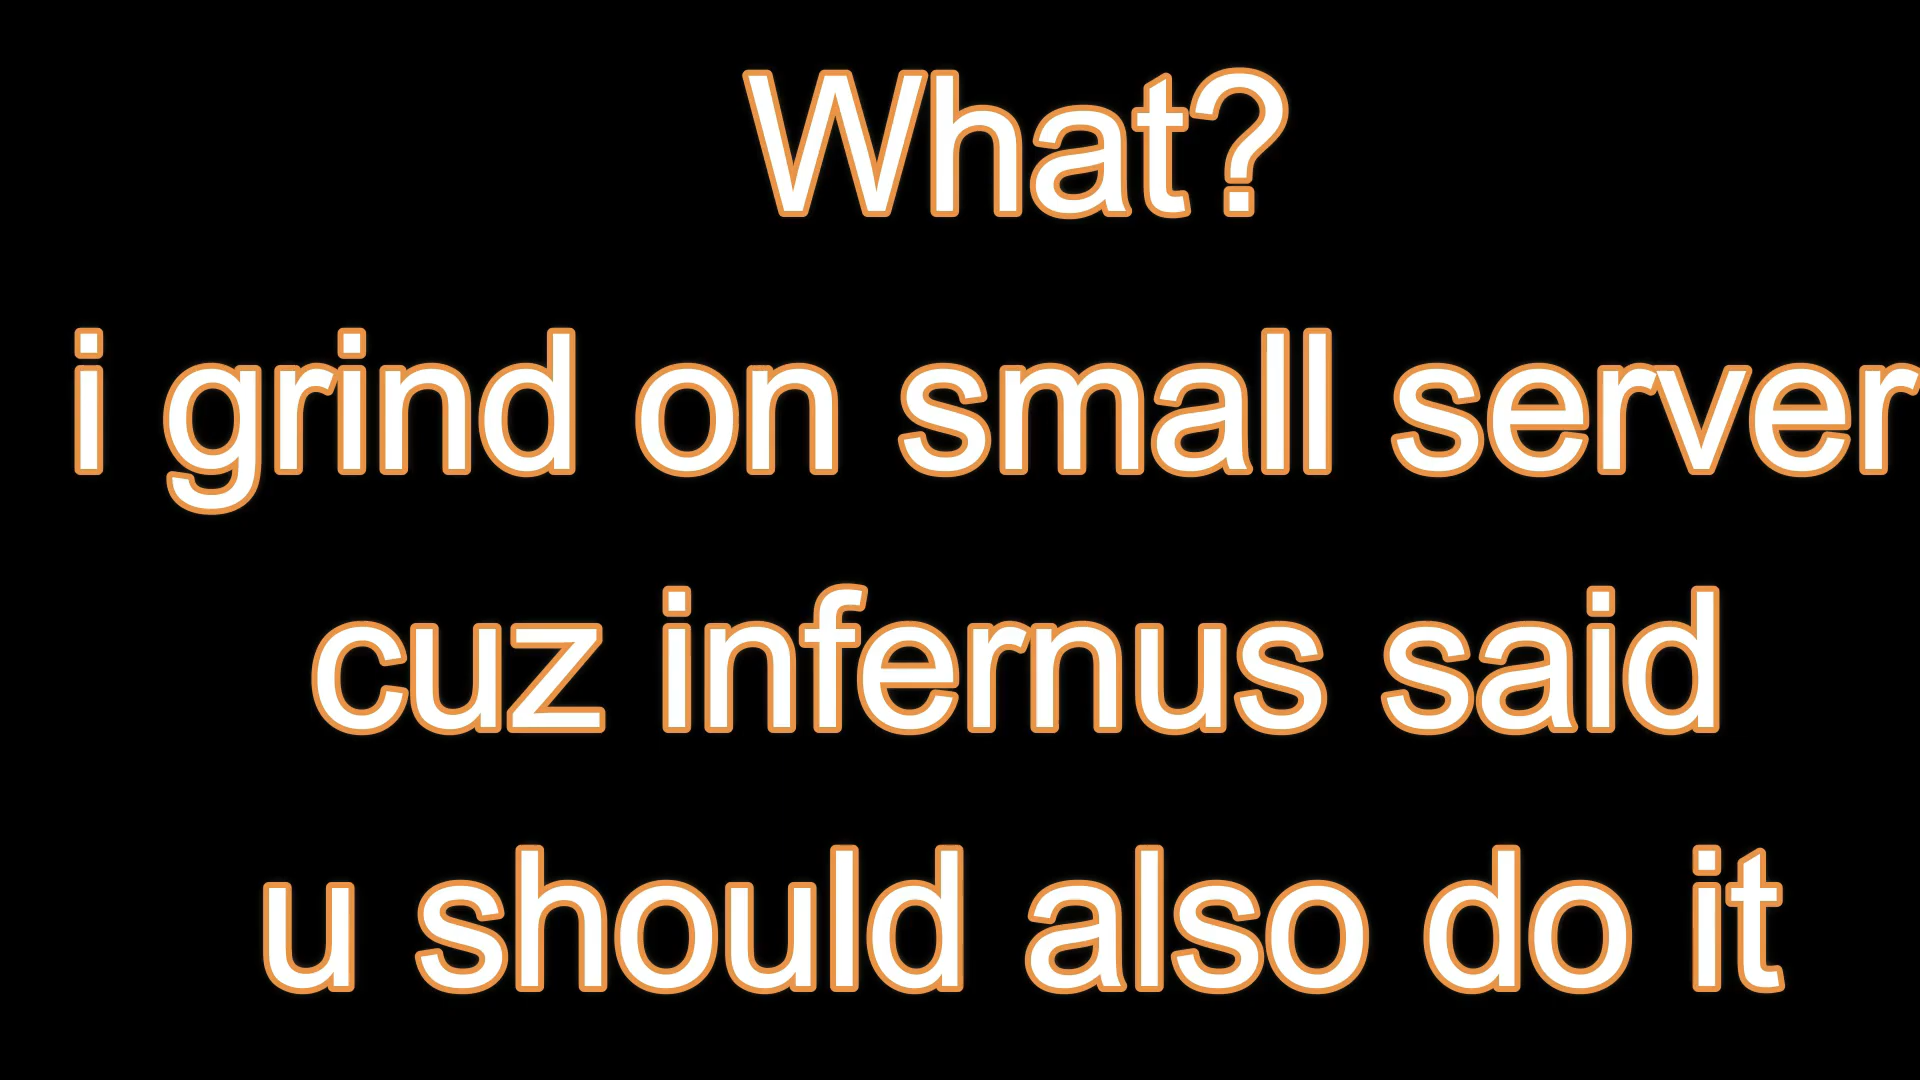 What?
i grind on small server
cuz infernus said
u should also do it